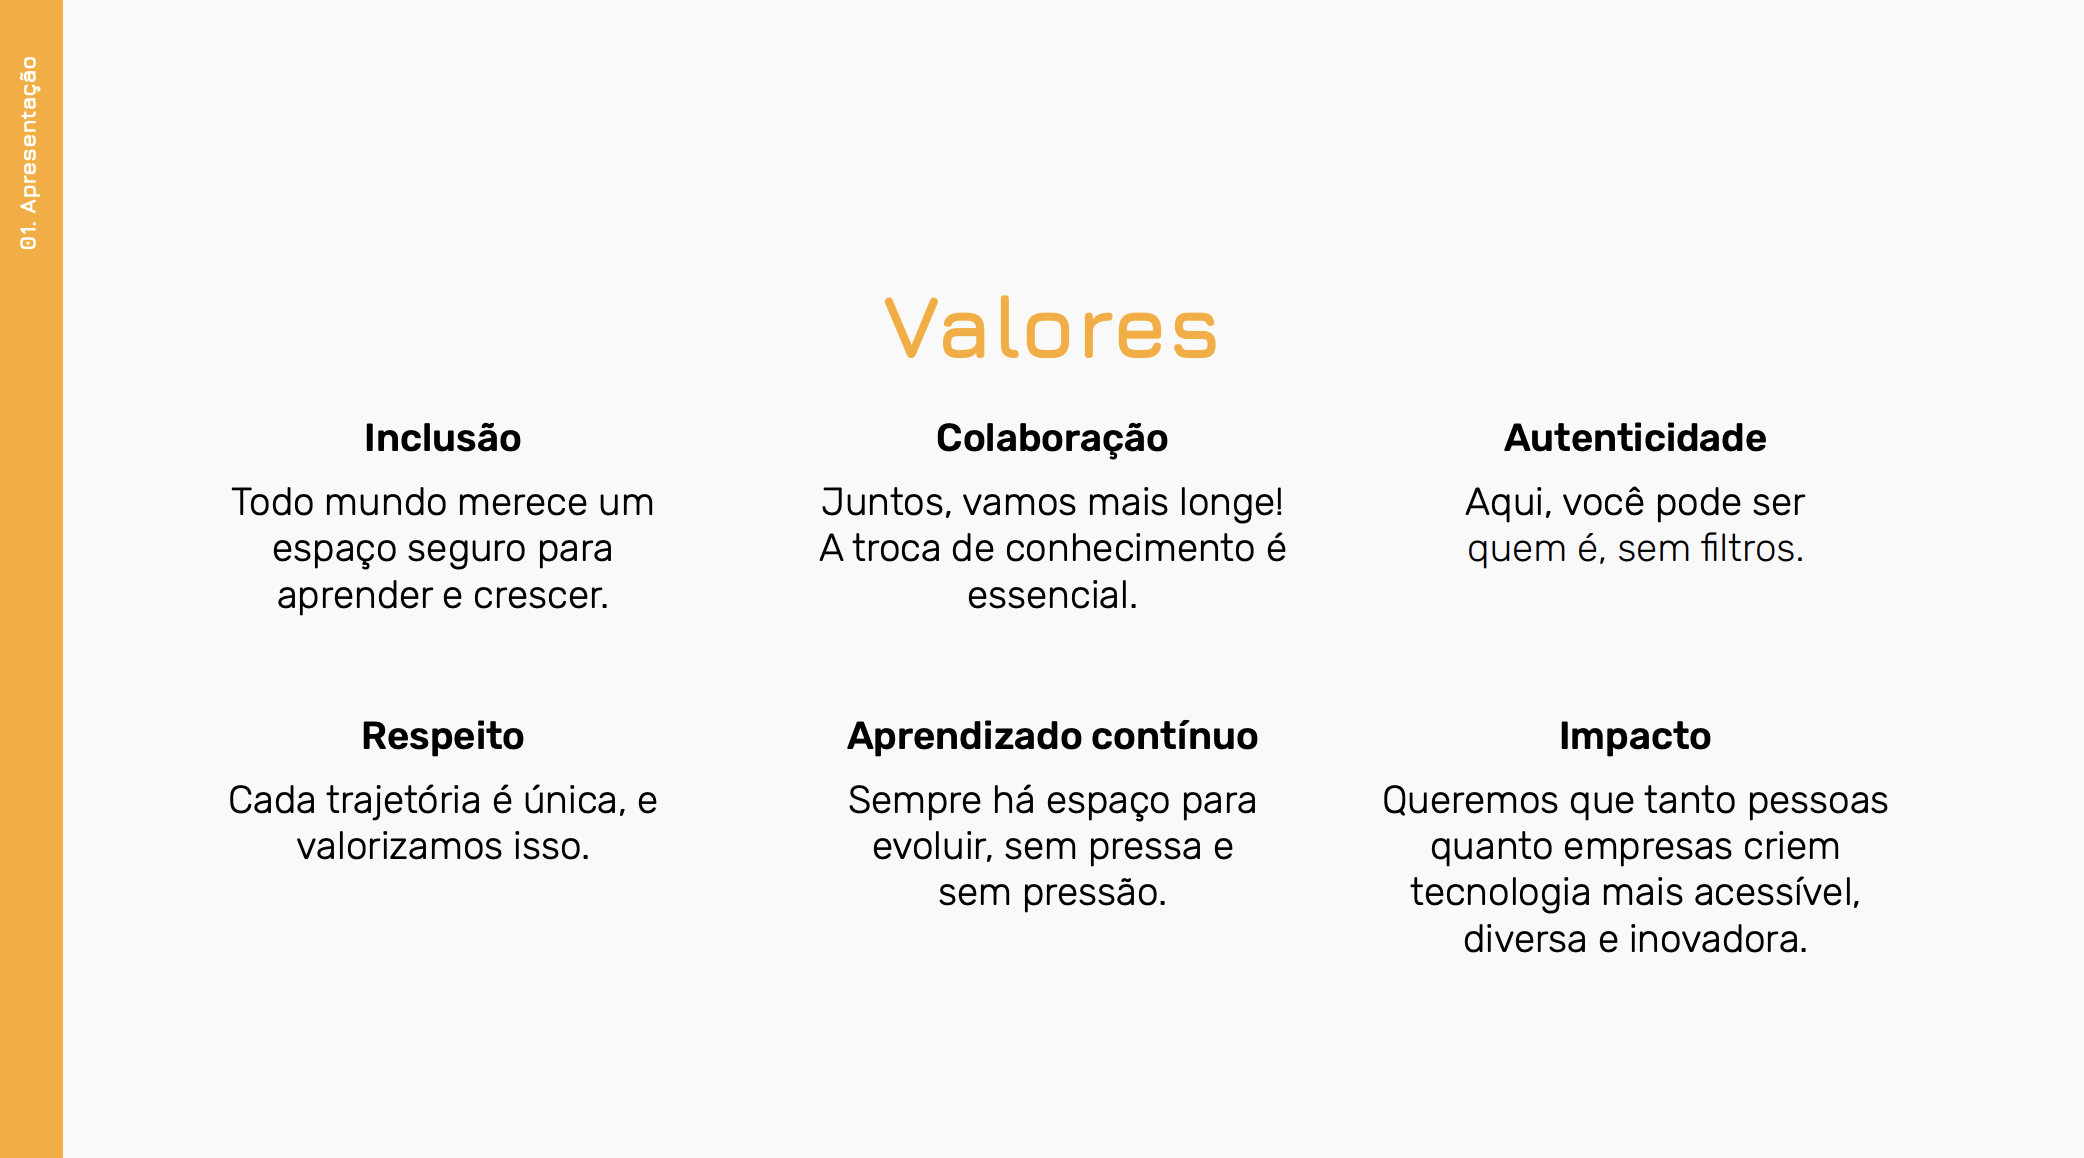 01. Apresentação
Valores
Inclusão
Todo mundo merece um
espaço seguro para
aprender e crescer.
Colaboração
Juntos, vamos mais longe!
A troca de conhecimento é
essencial.
Autenticidade
Aqui, você pode ser
quem é, sem filtros.
Respeito
Cada trajetória é única, e
valorizamos isso.
Aprendizado contínuo
Sempre há espaço para
evoluir, sem pressa e
sem pressão.
Impacto
Queremos que tanto pessoas
quanto empresas criem
tecnologia mais acessível,
diversa e inovadora.